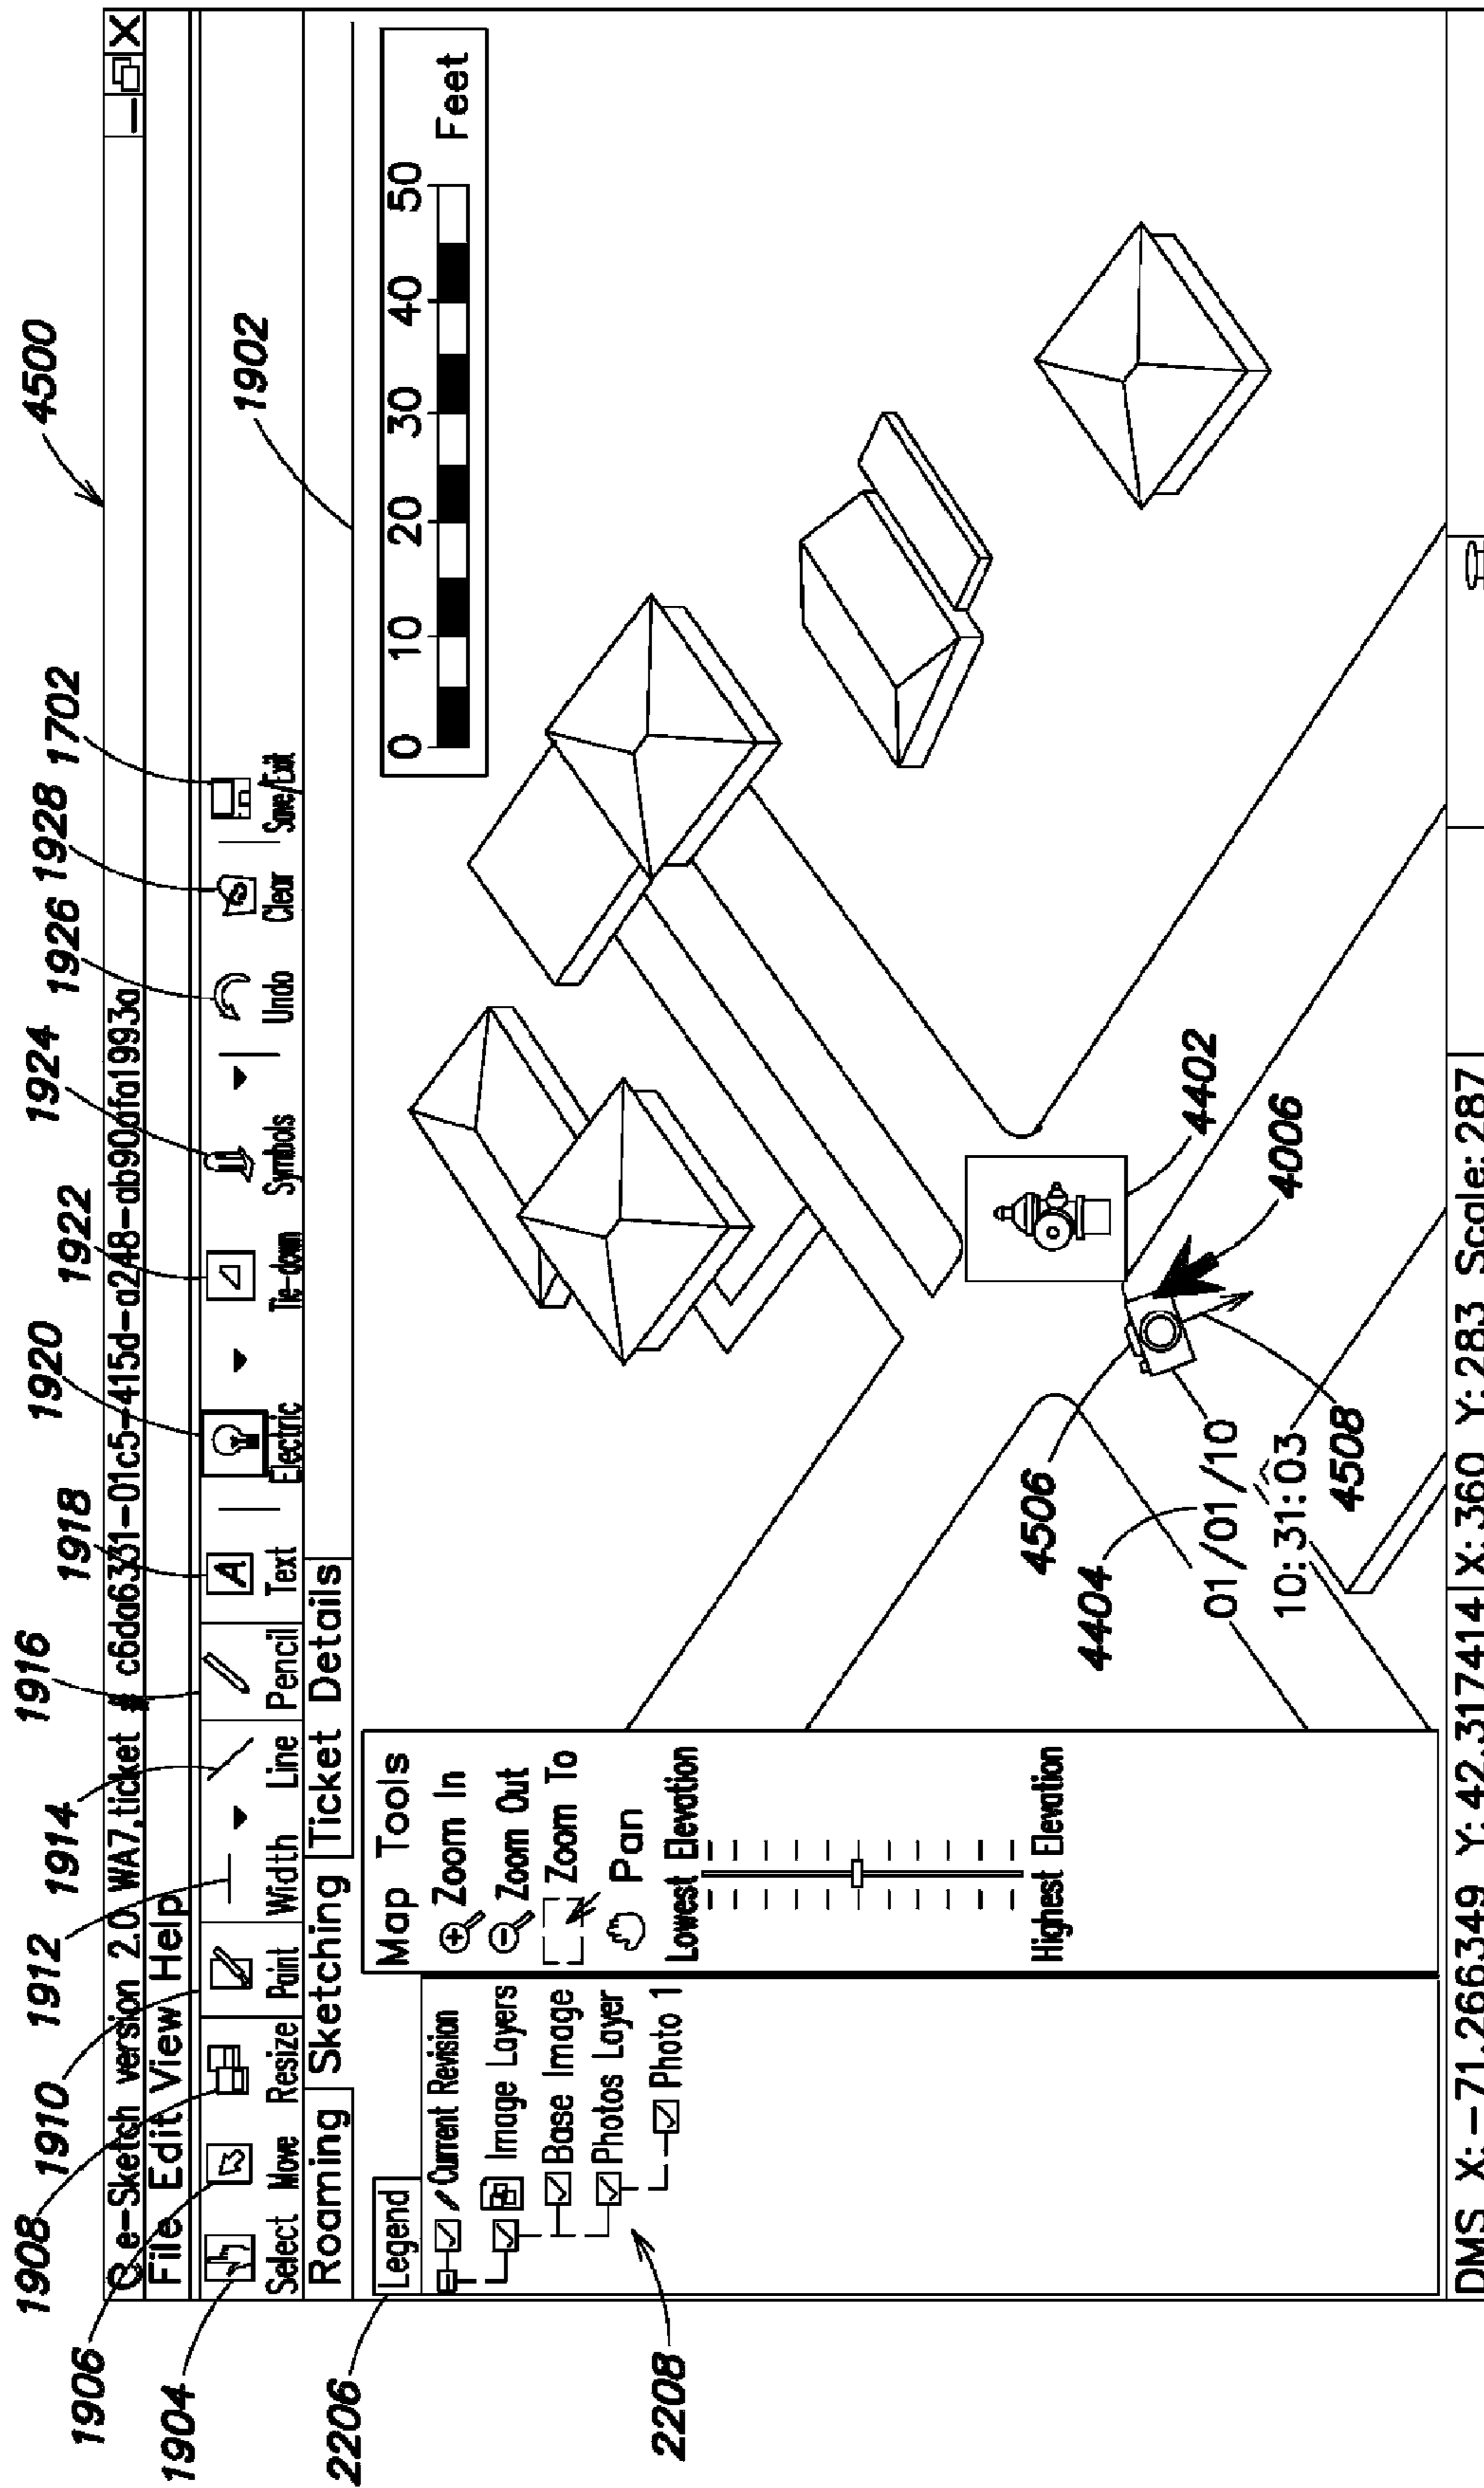 4500
1916 1918 1920 1922 1924 1926 1928 1702
1908 1910 1912 1914
1906
1904
1902
e-Sketch version 2.0 WA7,ticket # c6da6331-01c5-415d-a248-ab90dfa1993a
File Edit View Help
Select Move Resize Paint Width Line Pencil Text Electric Tie-down Symbols Undo Clear Save/Exit
Roaming Sketching Ticket Details
2206
Legend
Current Revision
Image Layers
Base Image
Photos Layer
Photo 1
2208
Map Tools
Zoom In
Zoom Out
Zoom To
Pan
Lowest Elevation
Highest Elevation
0 10 20 30 40 50
Feet
4506
4404
01/01/10
10:31:03
4508
4402
4006
DMS X:-71.266349 Y:42.317414 X:360 Y:283 Scale:287